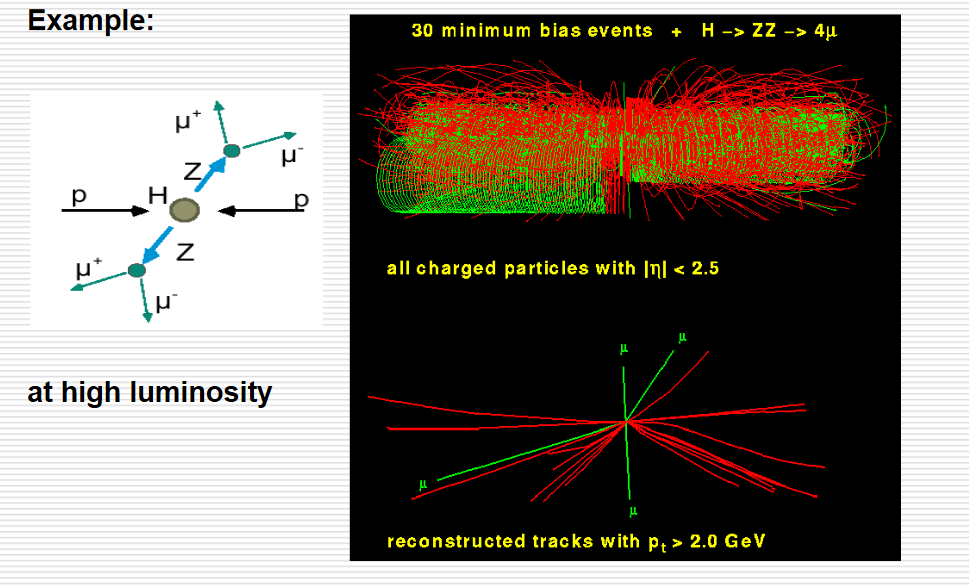 Example:
30 minimum bias events + H -> ZZ -> 4μ
μ⁺
μ⁻
Z
p
H
p
Z
μ⁺
μ⁻
all charged particles with |η| < 2.5
at high luminosity
μ
μ
μ
μ
reconstructed tracks with pₜ > 2.0 GeV